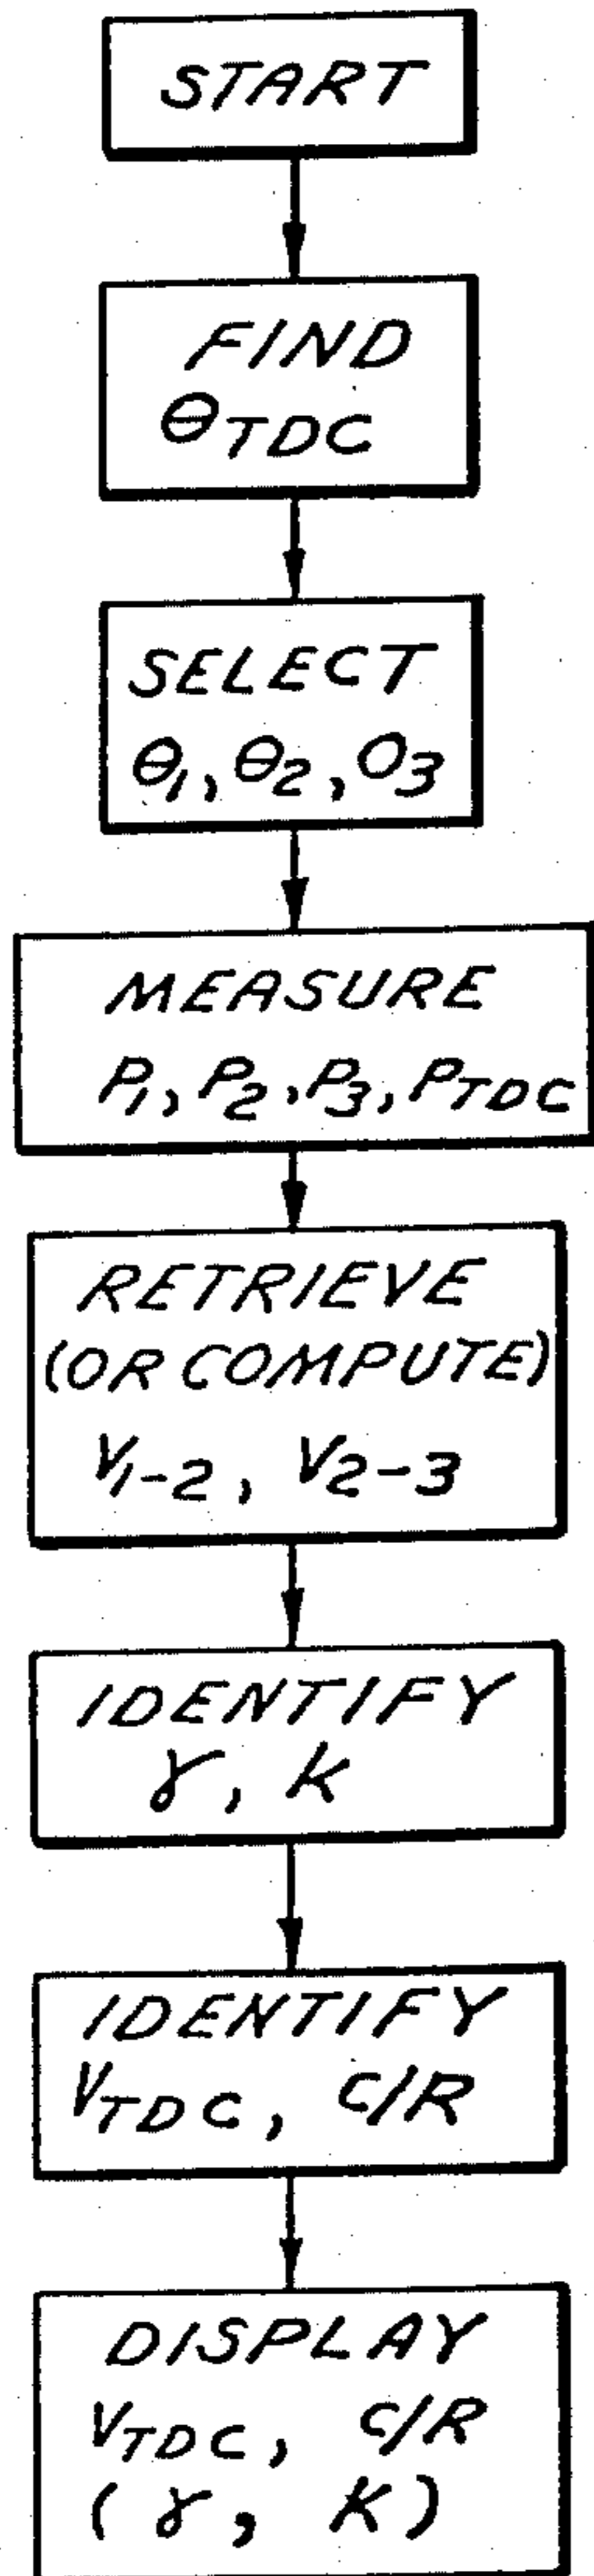 START
FIND
θTDC
SELECT
θ1, θ2, O3
MEASURE
P1, P2, P3, PTDC
RETRIEVE
(OR COMPUTE)
V1-2, V2-3
IDENTIFY
γ, K
IDENTIFY
VTDC, C/R
DISPLAY
VTDC, C/R
(γ, K)